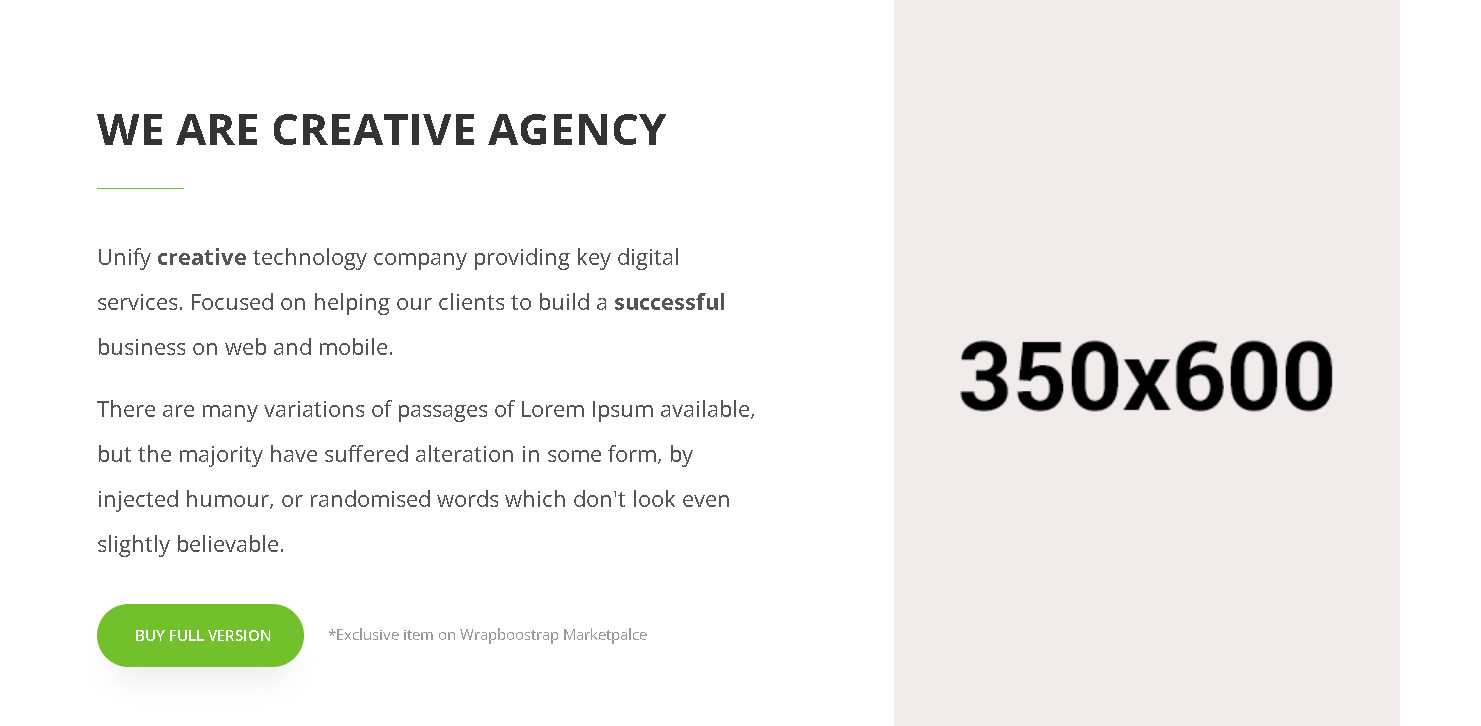 WE ARE CREATIVE AGENCY
Unify creative technology company providing key digital
services. Focused on helping our clients to build a successful
business on web and mobile.
There are many variations of passages of Lorem Ipsum available,
but the majority have suffered alteration in some form, by
injected humour, or randomised words which don't look even
slightly believable.
BUY FULL VERSION
*Exclusive item on Wrapboostrap Marketpalce
350x600